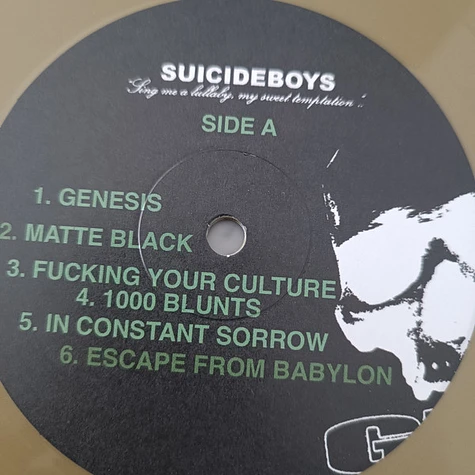 SUICIDEBOYS
"Sing me a lullaby, my sweet temptation".
SIDE A
1. GENESIS
2. MATTE BLACK
3. FUCKING YOUR CULTURE
4. 1000 BLUNTS
5. IN CONSTANT SORROW
6. ESCAPE FROM BABYLON